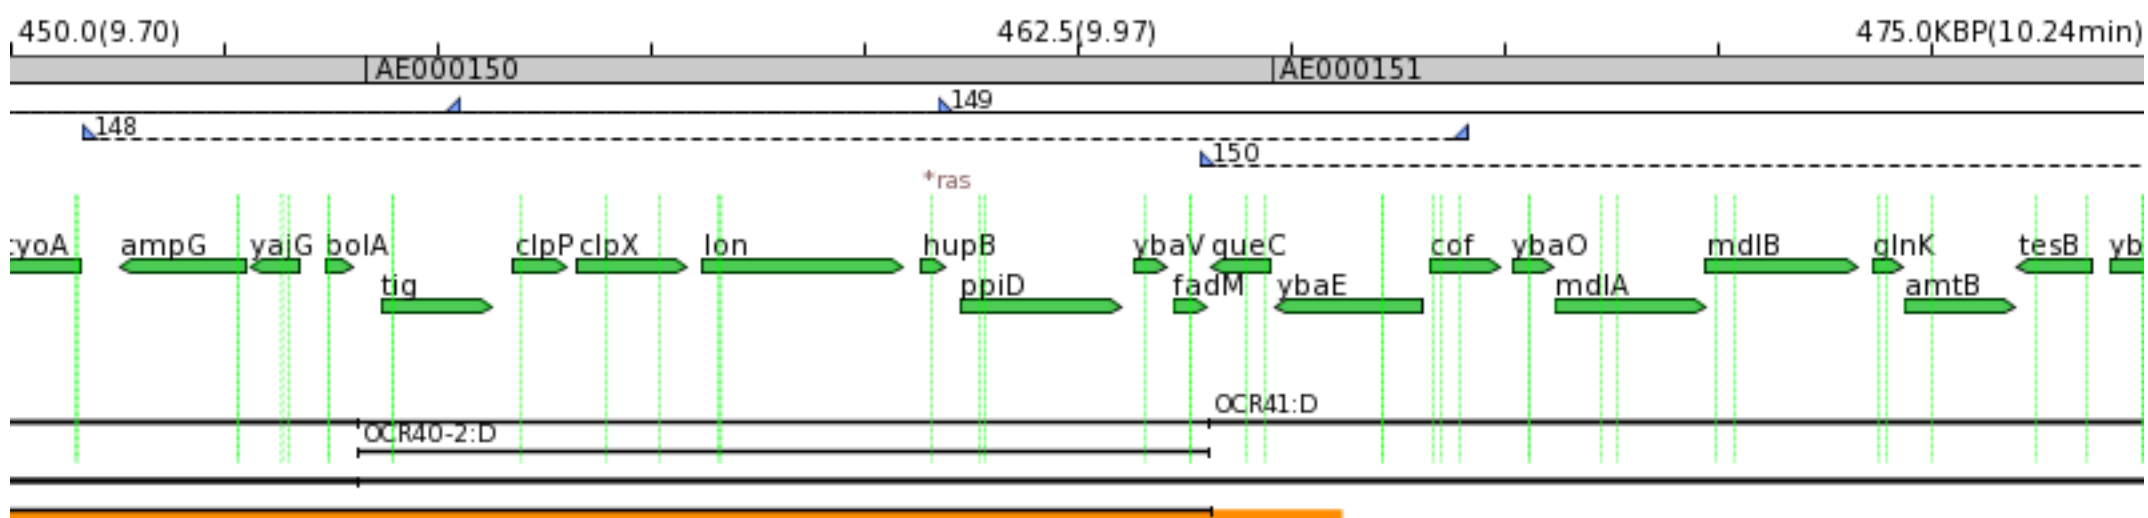 450.0(9.70) 462.5(9.97) 475.0KBP(10.24min)
AE000150 AE000151
149
148
150
*ras
cyoA ampG yajG bolA clpP clpX lon hupB ybaV queC cof ybaO mdlB glnK tesB yb
tig ppiD fadM ybaE mdlA amtB
OCR41:D
OCR40-2:D